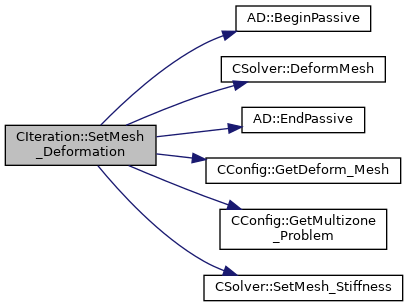 AD::BeginPassive
CSolver::DeformMesh
AD::EndPassive
CIteration::SetMesh
_Deformation
CConfig::GetDeform_Mesh
CConfig::GetMultizone
_Problem
CSolver::SetMesh_Stiffness